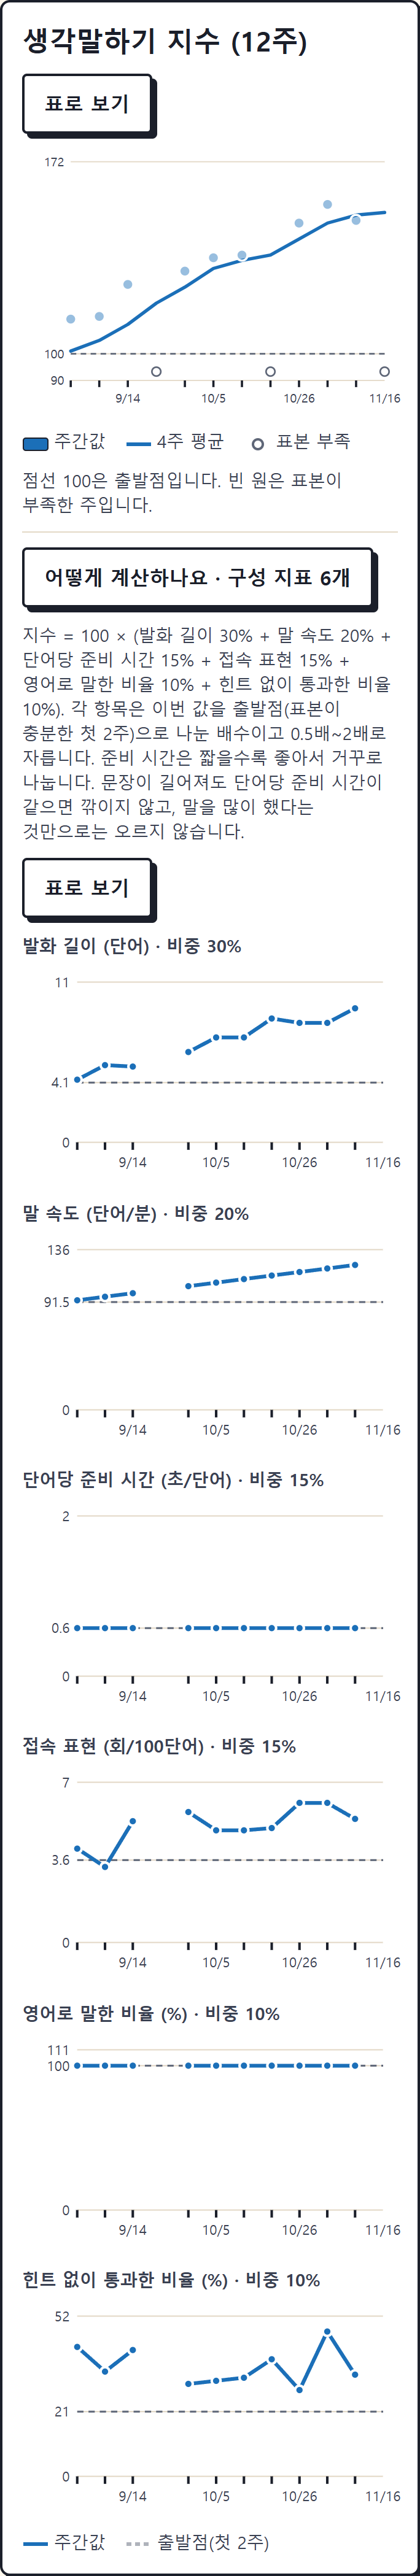 생각말하기 지수 (12주)
표로 보기
172
100
90
9/14 10/5 10/26 11/16
주간값 4주 평균 표본 부족
점선 100은 출발점입니다. 빈 원은 표본이
부족한 주입니다.
어떻게 계산하나요 · 구성 지표 6개
지수 = 100 × (발화 길이 30% + 말 속도 20% +
단어당 준비 시간 15% + 접속 표현 15% +
영어로 말한 비율 10% + 힌트 없이 통과한 비율
10%). 각 항목은 이번 값을 출발점(표본이
충분한 첫 2주)으로 나눈 배수이고 0.5배~2배로
자릅니다. 준비 시간은 짧을수록 좋아서 거꾸로
나눕니다. 문장이 길어져도 단어당 준비 시간이
같으면 깎이지 않고, 말을 많이 했다는
것만으로는 오르지 않습니다.
표로 보기
발화 길이 (단어) · 비중 30%
11
4.1
0
9/14 10/5 10/26 11/16
말 속도 (단어/분) · 비중 20%
136
91.5
0
9/14 10/5 10/26 11/16
단어당 준비 시간 (초/단어) · 비중 15%
2
0.6
0
9/14 10/5 10/26 11/16
접속 표현 (회/100단어) · 비중 15%
7
3.6
0
9/14 10/5 10/26 11/16
영어로 말한 비율 (%) · 비중 10%
111
100
0
9/14 10/5 10/26 11/16
힌트 없이 통과한 비율 (%) · 비중 10%
52
21
0
9/14 10/5 10/26 11/16
주간값 출발점(첫 2주)